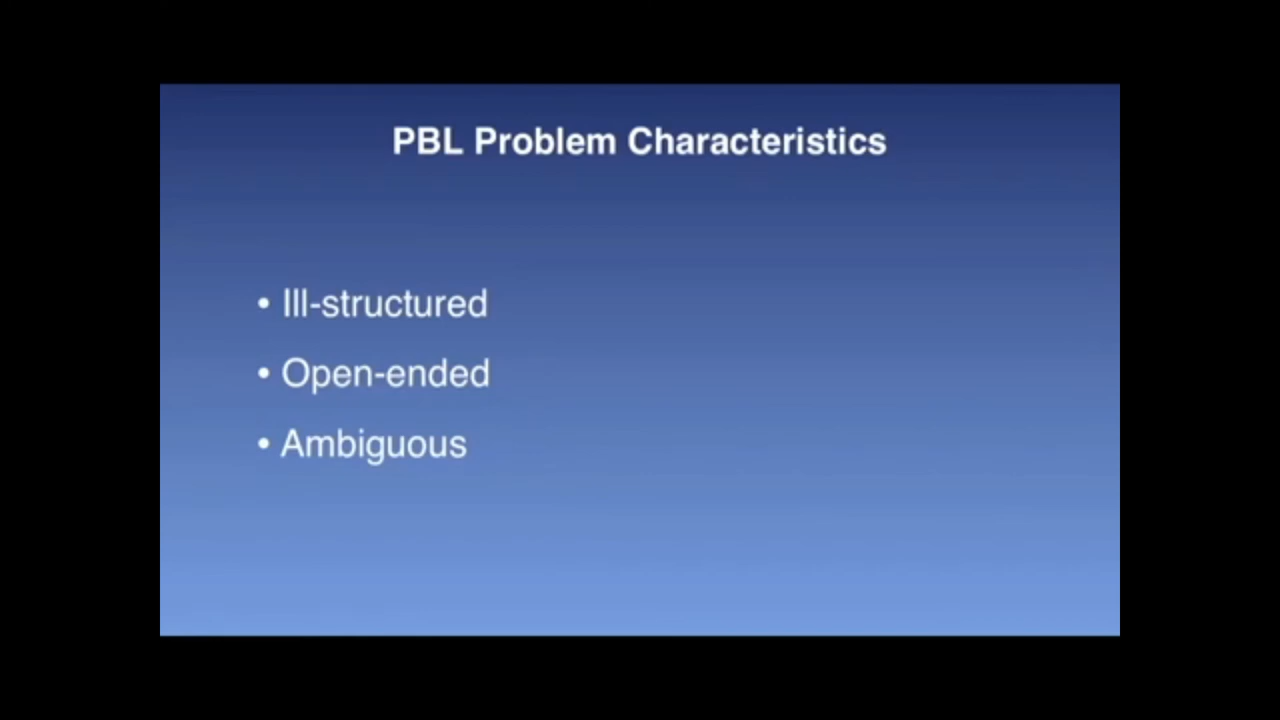 PBL Problem Characteristics
• Ill-structured
• Open-ended
• Ambiguous